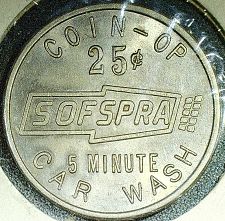 COIN-OP
25¢
SOFSPRA
5 MINUTE
CAR WASH